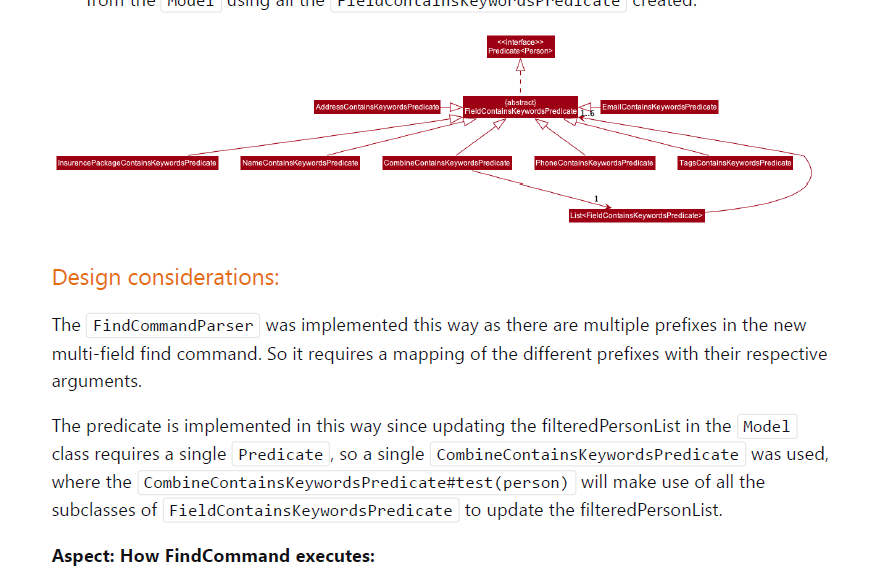 from the Model using all the FieldContainsKeywordsPredicate created.
<<interface>>
Predicate<Person>
AddressContainsKeywordsPredicate
{abstract}
FieldContainsKeywordsPredicate
EmailContainsKeywordsPredicate
1..6
InsurancePackageContainsKeywordsPredicate
NameContainsKeywordsPredicate
CombineContainsKeywordsPredicate
PhoneContainsKeywordsPredicate
TagsContainsKeywordsPredicate
1
List<FieldContainsKeywordsPredicate>
Design considerations:
The FindCommandParser was implemented this way as there are multiple prefixes in the new
multi-field find command. So it requires a mapping of the different prefixes with their respective
arguments.
The predicate is implemented in this way since updating the filteredPersonList in the Model
class requires a single Predicate , so a single CombineContainsKeywordsPredicate was used,
where the CombineContainsKeywordsPredicate#test(person) will make use of all the
subclasses of FieldContainsKeywordsPredicate to update the filteredPersonList.
Aspect: How FindCommand executes: